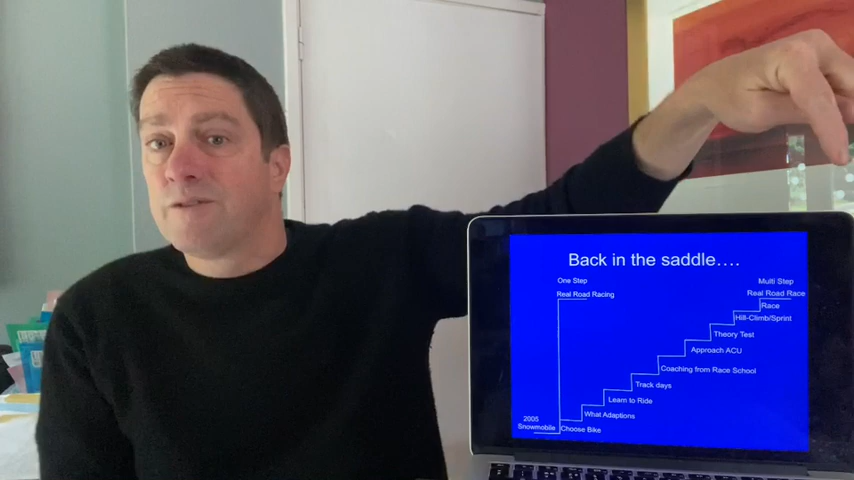 Back in the saddle....
One Step
Multi Step
Real Road Racing
Real Road Race
Race
Hill-Climb/Sprint
Theory Test
Approach ACU
Coaching from Race School
Track days
Learn to Ride
What Adaptions
2005
Snowmobile
Choose Bike